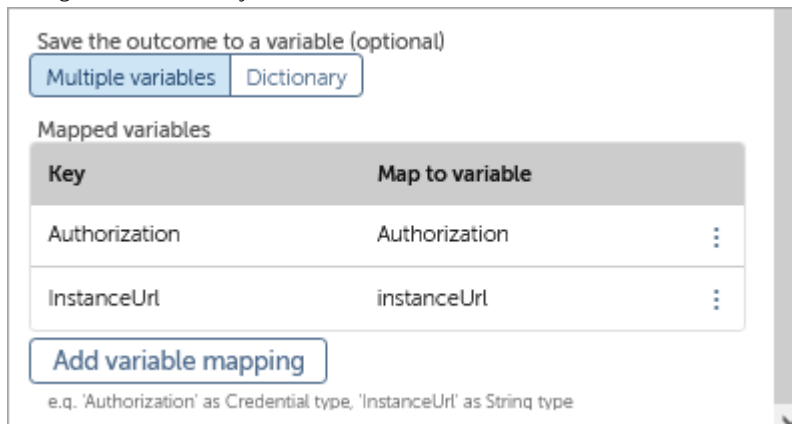 Save the outcome to a variable (optional)
Multiple variables Dictionary
Mapped variables
Key Map to variable
Authorization Authorization
InstanceUrl instanceUrl
Add variable mapping
e.g. 'Authorization' as Credential type, 'InstanceUrl' as String type